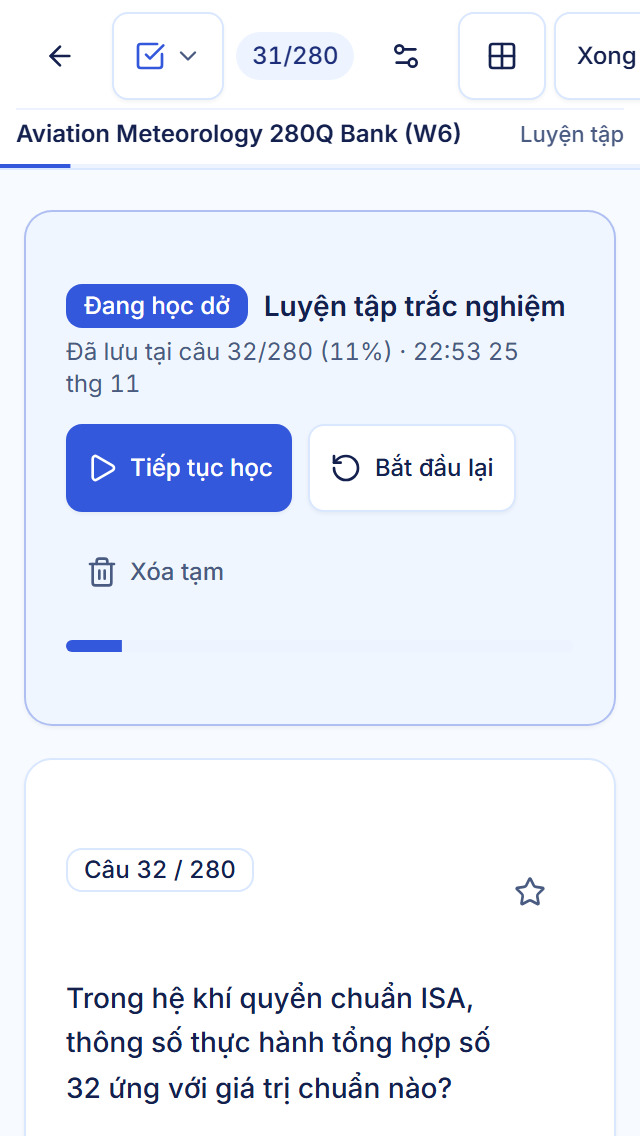 31/280
Xong
Aviation Meteorology 280Q Bank (W6)
Luyện tập
Đang học dở
Luyện tập trắc nghiệm
Đã lưu tại câu 32/280 (11%) · 22:53 25
thg 11
Tiếp tục học
Bắt đầu lại
Xóa tạm
Câu 32 / 280
Trong hệ khí quyển chuẩn ISA,
thông số thực hành tổng hợp số
32 ứng với giá trị chuẩn nào?